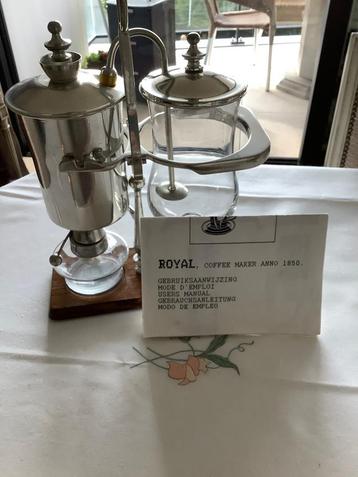 ROYAL, COFFEE MAKER ANNO 1850.
GEBRUIKSAANWIJZING
MODE D'EMPLOI
USERS MANUAL
GEBRAUCHSANLEITUNG
MODO DE EMPLEO